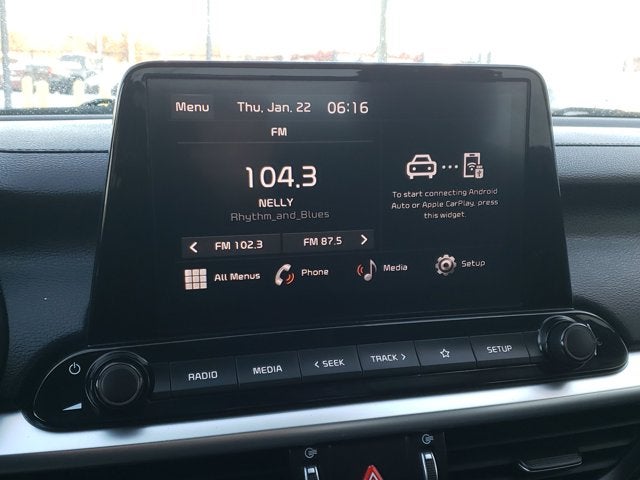 Menu Thu, Jan. 22 06:16
FM
104.3
NELLY
Rhythm_and_Blues
To start connecting Android
Auto or Apple CarPlay, press
this widget.
< FM 102.3 FM 87.5 >
All Menus Phone Media Setup
RADIO MEDIA < SEEK TRACK > ☆ SETUP